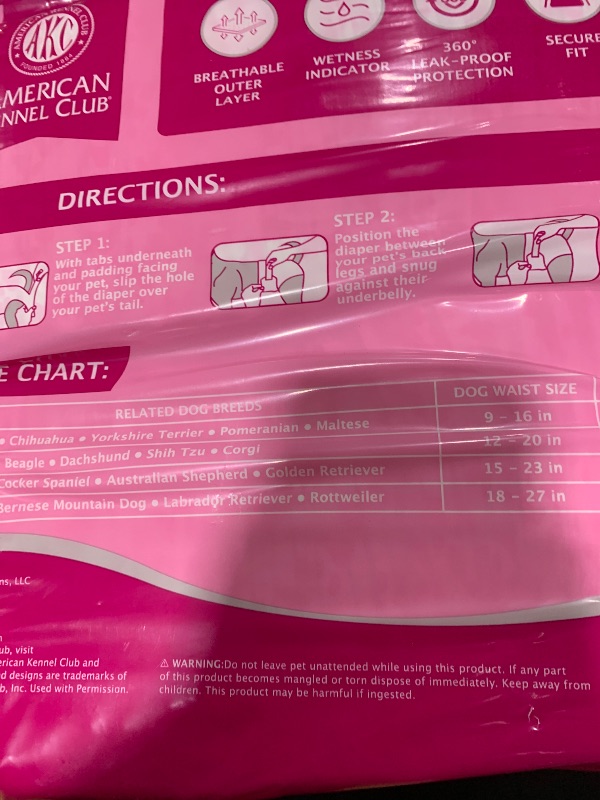 AMERICAN KENNEL CLUB
FOUNDED 1884
AKC
MERICAN
NNEL CLUB®
BREATHABLE
OUTER
LAYER
WETNESS
INDICATOR
360°
LEAK-PROOF
PROTECTION
SECURE
FIT
DIRECTIONS:
STEP 1:
With tabs underneath
and padding facing
your pet, slip the hole
of the diaper over
your pet's tail.
STEP 2:
Position the
diaper between
your pet's back
legs and snug
against their
underbelly.
E CHART:
RELATED DOG BREEDS
DOG WAIST SIZE
• Chihuahua • Yorkshire Terrier • Pomeranian • Maltese
9 - 16 in
Beagle • Dachshund • Shih Tzu • Corgi
12 - 20 in
Cocker Spaniel • Australian Shepherd • Golden Retriever
15 - 23 in
Bernese Mountain Dog • Labrador Retriever • Rottweiler
18 - 27 in
ns, LLC
ub, visit
erican Kennel Club and
d designs are trademarks of
b, Inc. Used with Permission.
⚠ WARNING:Do not leave pet unattended while using this product. If any part
of this product becomes mangled or torn dispose of immediately. Keep away from
children. This product may be harmful if ingested.